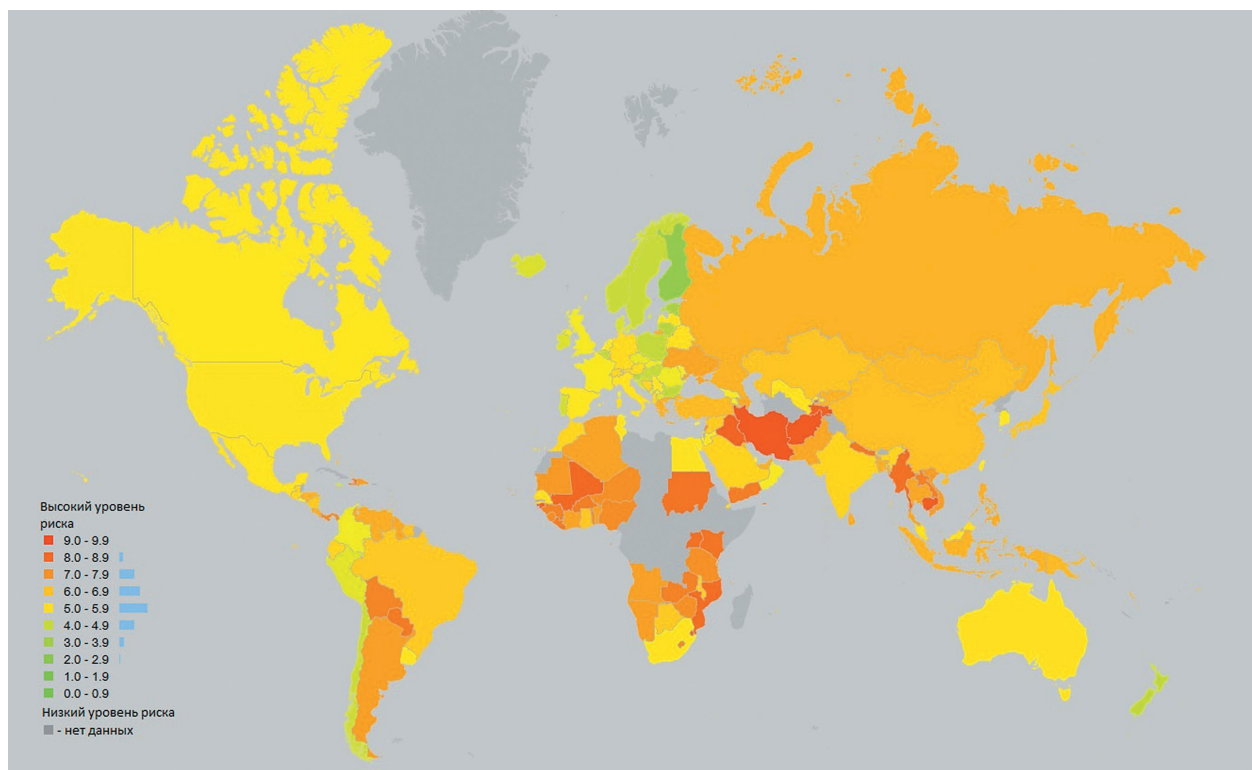 Высокий уровень
риска
9.0 - 9.9
8.0 - 8.9
7.0 - 7.9
6.0 - 6.9
5.0 - 5.9
4.0 - 4.9
3.0 - 3.9
2.0 - 2.9
1.0 - 1.9
0.0 - 0.9
Низкий уровень риска
- нет данных